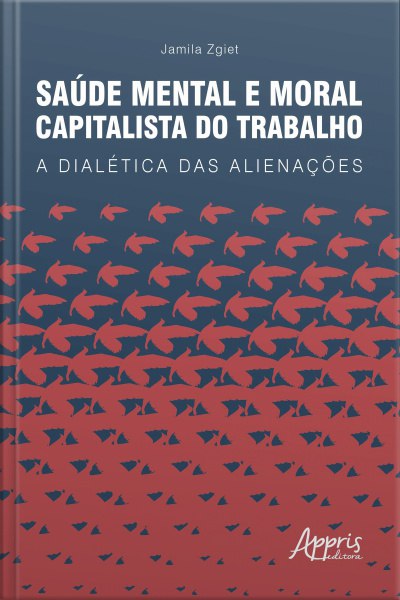 Jamila Zgiet
SAÚDE MENTAL E MORAL
CAPITALISTA DO TRABALHO
A DIALÉTICA DAS ALIENAÇÕES
Appris
editora